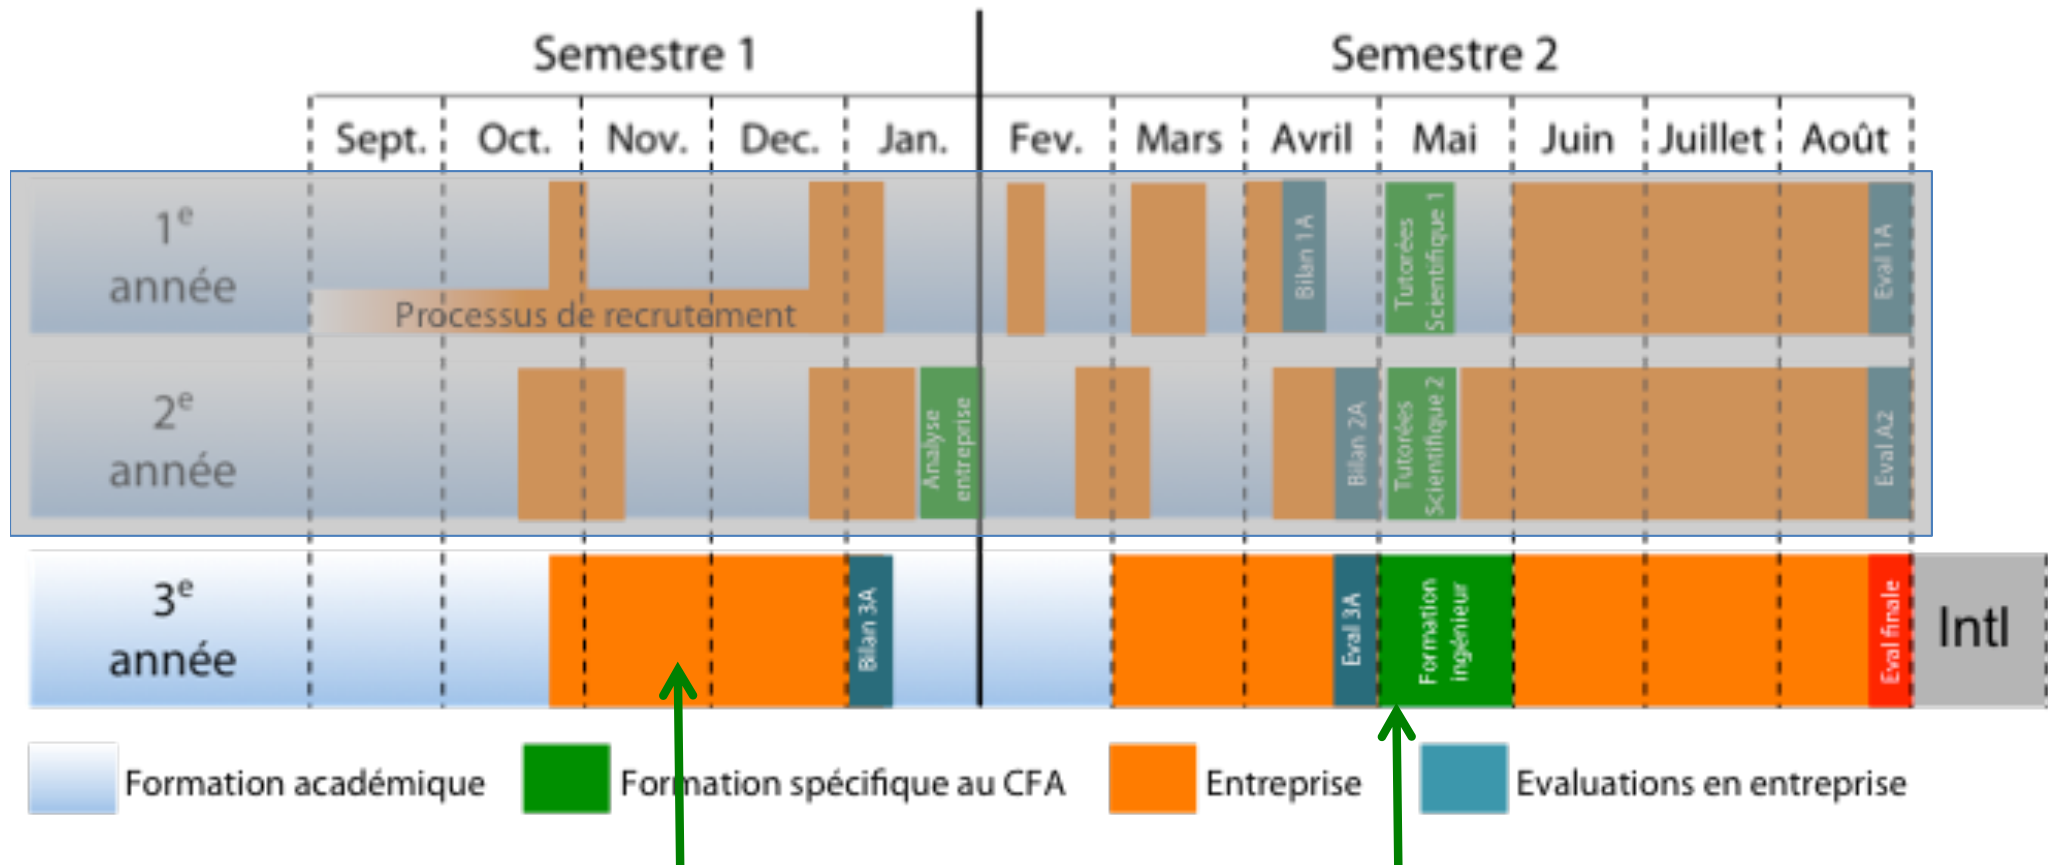 Semestre 1
Semestre 2
Sept.
Oct.
Nov.
Dec.
Jan.
Fev.
Mars
Avril
Mai
Juin
Juillet
Août
1e
année
Processus de recrutement
Bilan 1A
Tutorées
Scientifique 1
Eval 1A
2e
année
Analyse
entreprise
Bilan 2A
Tutorées
Scientifique 2
Eval A2
3e
année
Bilan 3A
Eval 3A
Formation
ingénieur
Eval finale
Intl
Formation académique
Formation spécifique au CFA
Entreprise
Evaluations en entreprise